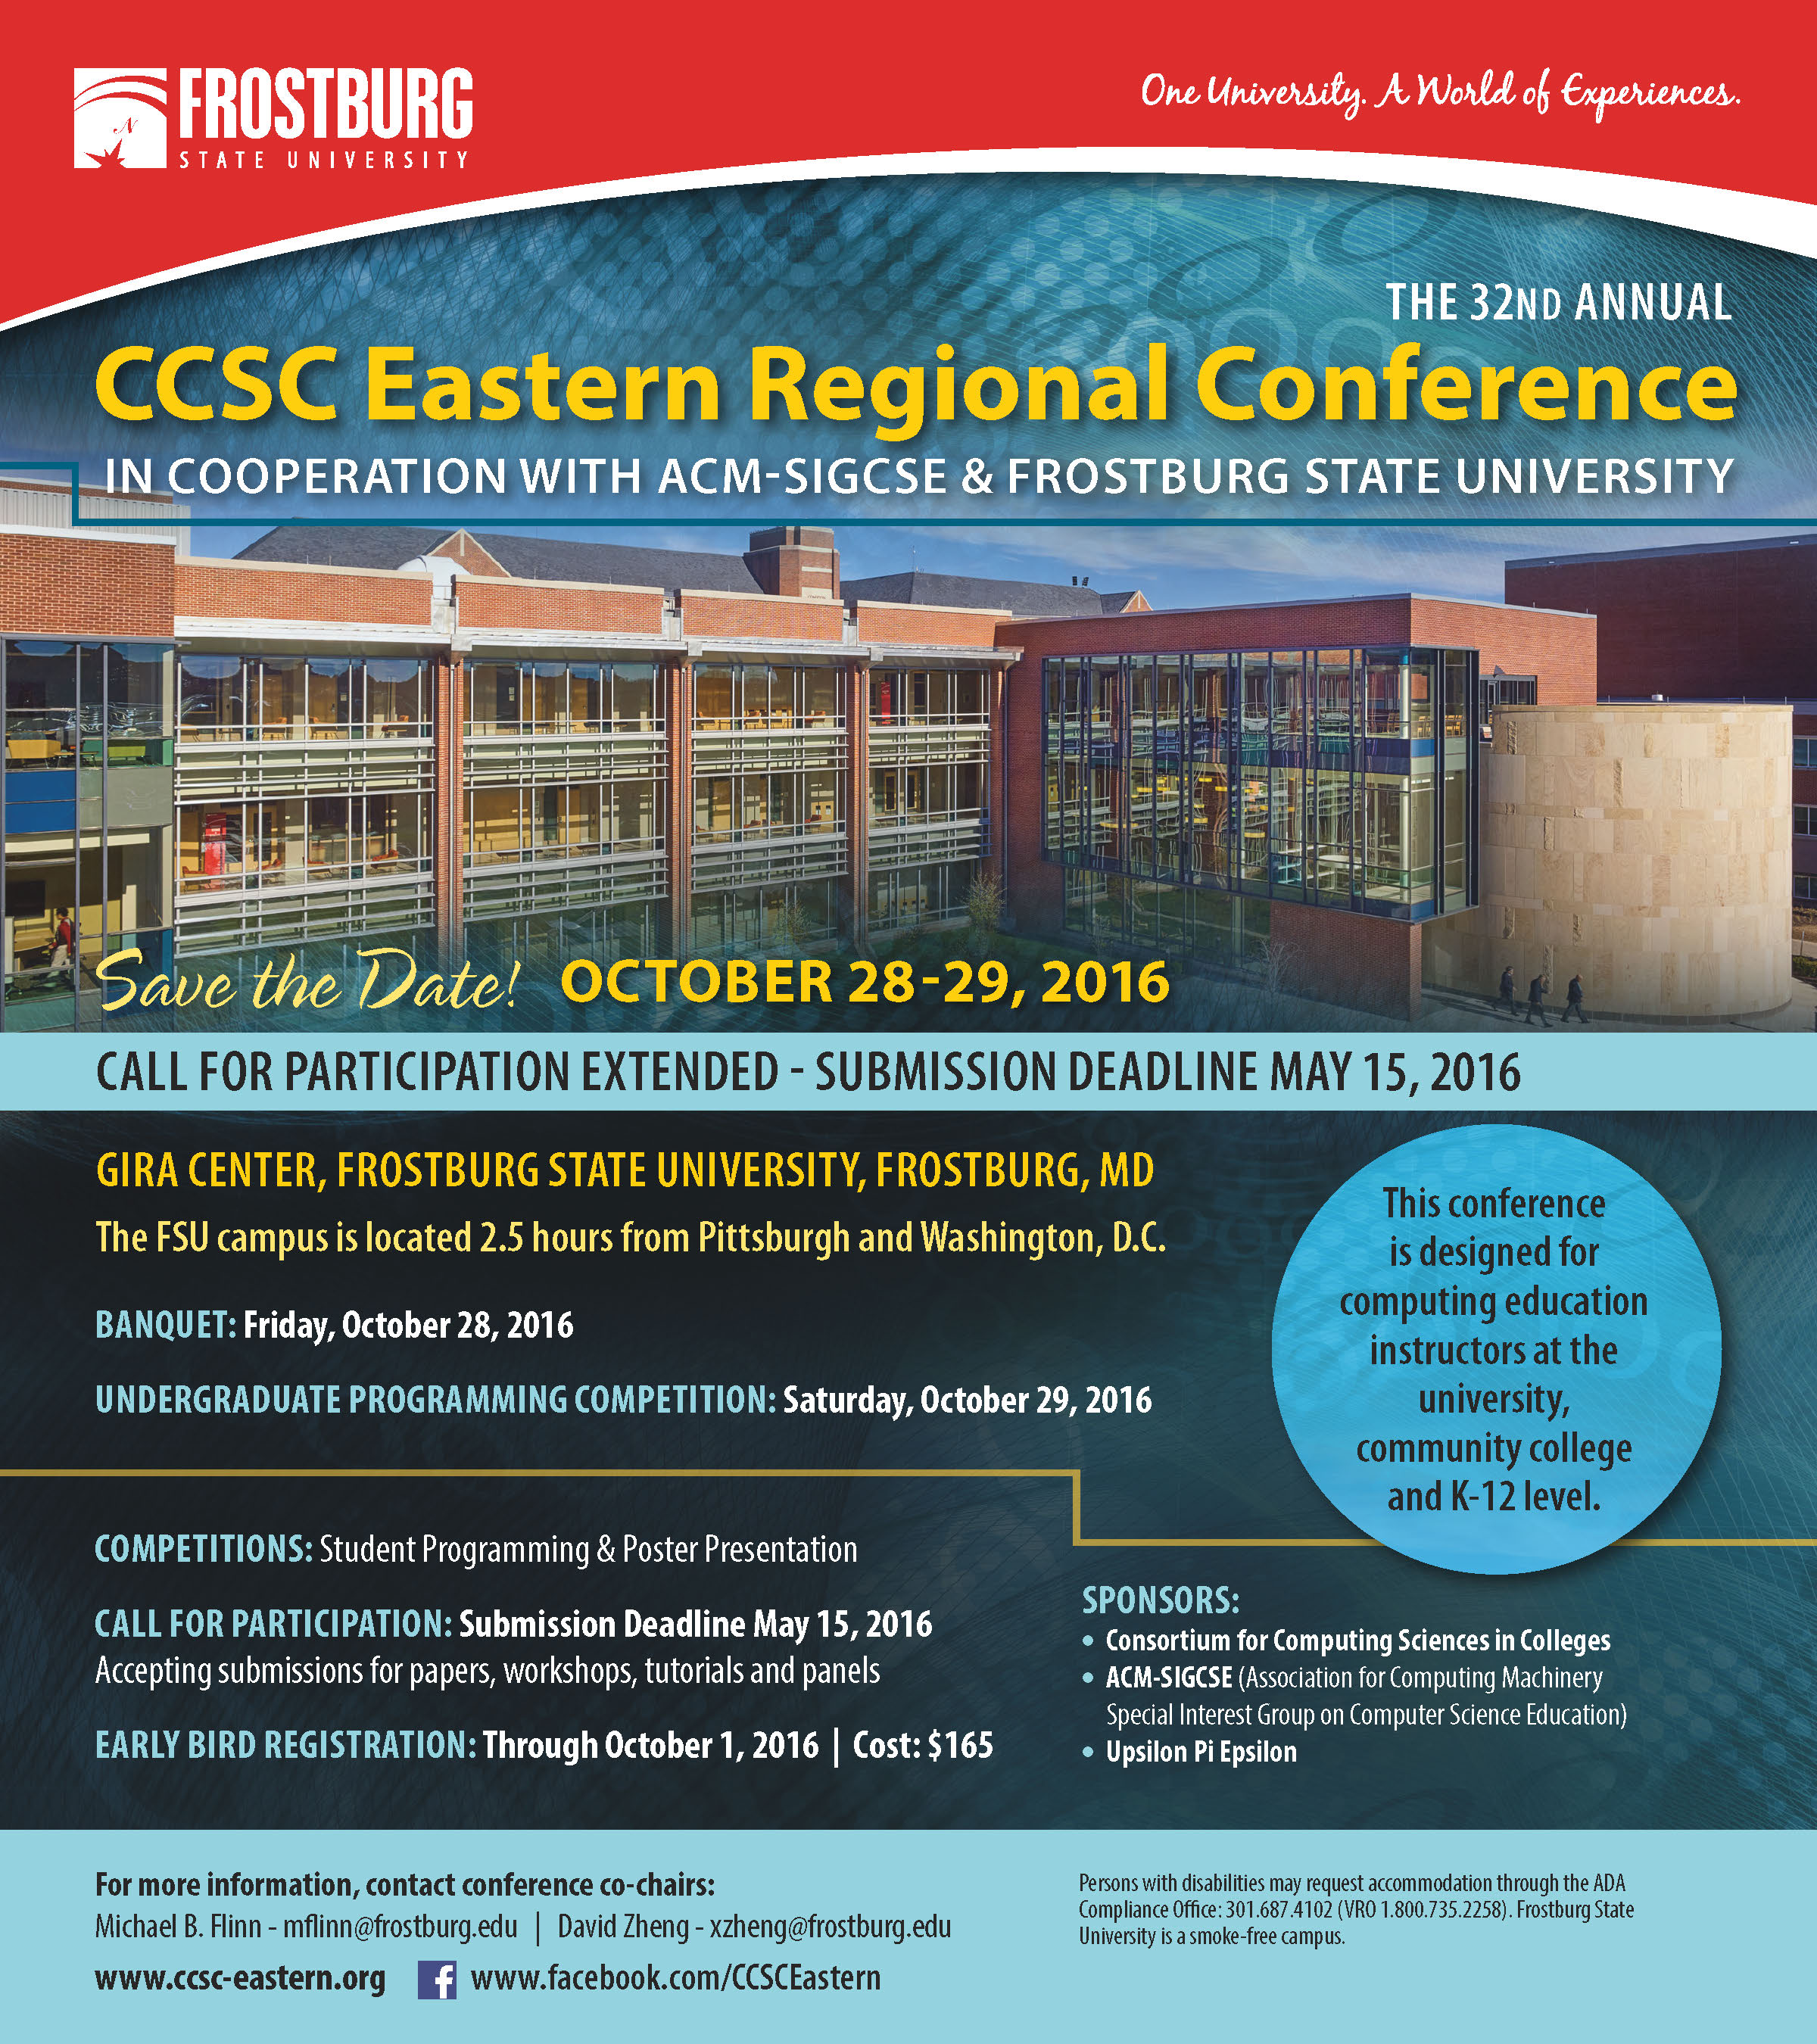 FROSTBURG
STATE UNIVERSITY
One University. A World of Experiences.
THE 32ND ANNUAL
CCSC Eastern Regional Conference
IN COOPERATION WITH ACM-SIGCSE & FROSTBURG STATE UNIVERSITY
Save the Date! OCTOBER 28-29, 2016
CALL FOR PARTICIPATION EXTENDED - SUBMISSION DEADLINE MAY 15, 2016
GIRA CENTER, FROSTBURG STATE UNIVERSITY, FROSTBURG, MD
The FSU campus is located 2.5 hours from Pittsburgh and Washington, D.C.
BANQUET: Friday, October 28, 2016
UNDERGRADUATE PROGRAMMING COMPETITION: Saturday, October 29, 2016
This conference
is designed for
computing education
instructors at the
university,
community college
and K-12 level.
COMPETITIONS: Student Programming & Poster Presentation
CALL FOR PARTICIPATION: Submission Deadline May 15, 2016
Accepting submissions for papers, workshops, tutorials and panels
EARLY BIRD REGISTRATION: Through October 1, 2016 | Cost: $165
SPONSORS:
• Consortium for Computing Sciences in Colleges
• ACM-SIGCSE (Association for Computing Machinery
Special Interest Group on Computer Science Education)
• Upsilon Pi Epsilon
For more information, contact conference co-chairs:
Michael B. Flinn - mflinn@frostburg.edu | David Zheng - xzheng@frostburg.edu
www.ccsc-eastern.org f www.facebook.com/CCSCEastern
Persons with disabilities may request accommodation through the ADA
Compliance Office: 301.687.4102 (VRO 1.800.735.2258). Frostburg State
University is a smoke-free campus.